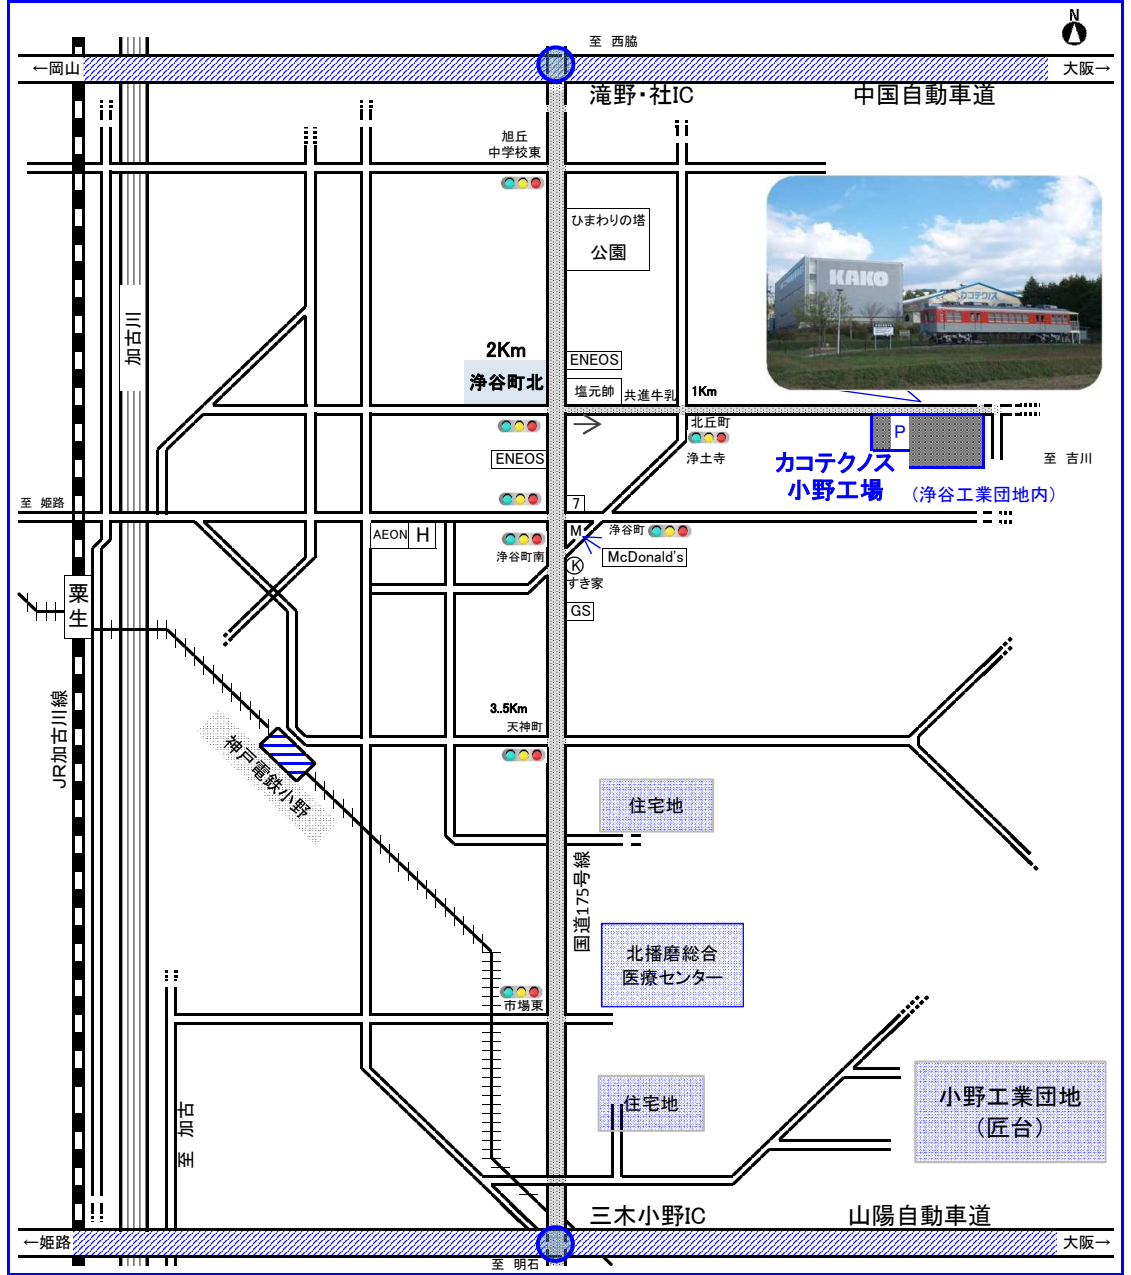 N
至 西脇
←岡山
大阪→
滝野・社IC
中国自動車道
旭丘
中学校東
ひまわりの塔
公園
KAKO
カコテクノス
加古川
2Km
浄谷町北
ENEOS
塩元帥
共進牛乳
1Km
北丘町
浄土寺
P
カコテクノス
小野工場
(浄谷工業団地内)
至 吉川
ENEOS
至 姫路
7
AEON
H
M
浄谷町
浄谷町南
McDonald's
K
すき家
GS
粟生
JR加古川線
3..5Km
天神町
神戸電鉄小野
住宅地
国道175号線
北播磨総合
医療センター
市場東
住宅地
小野工業団地
(匠台)
至 加古
三木小野IC
山陽自動車道
←姫路
大阪→
至 明石